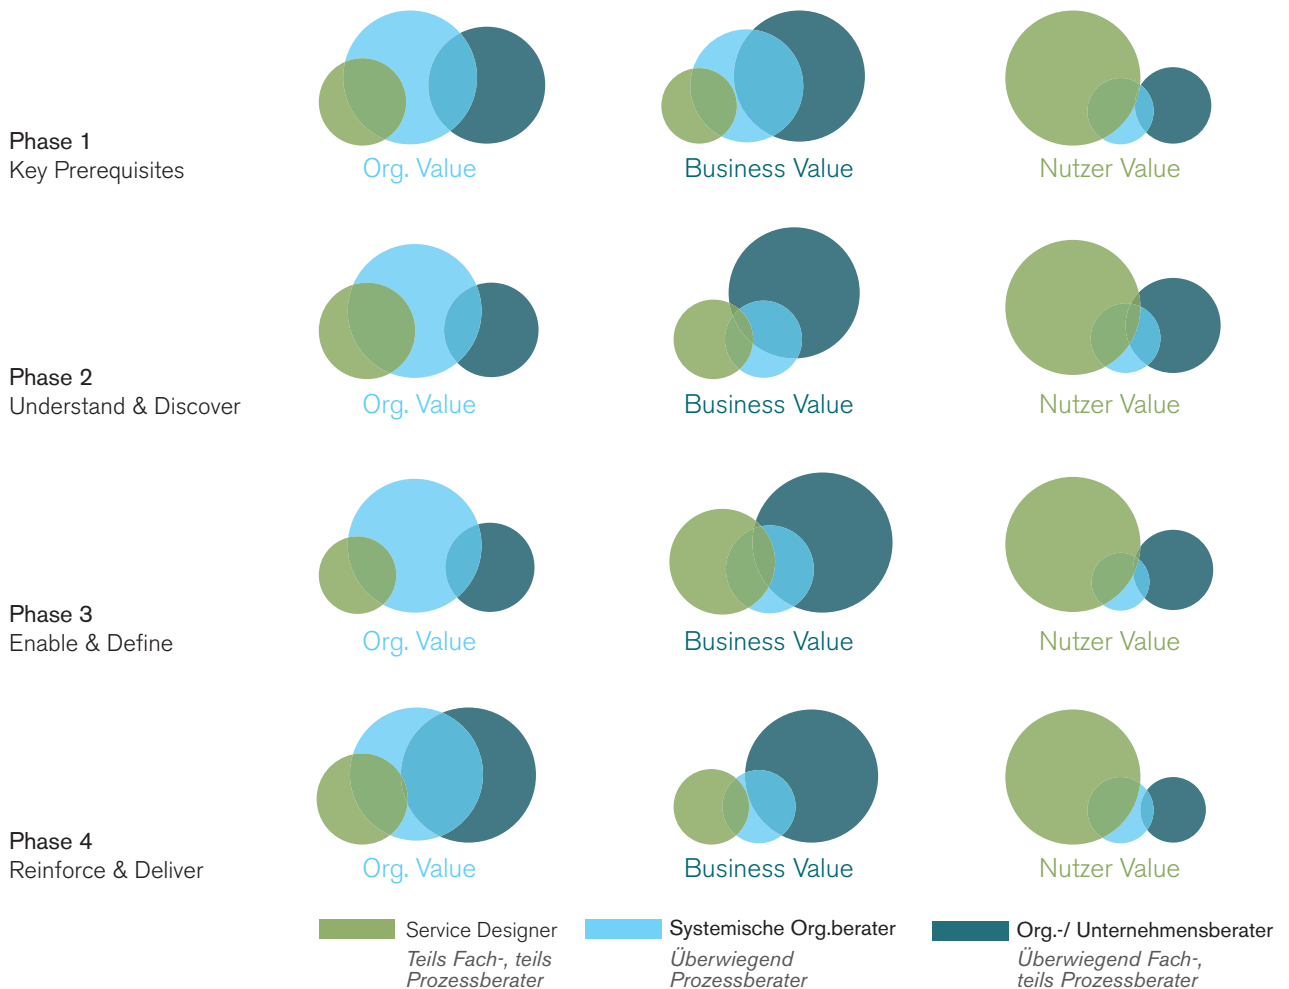 Phase 1
Key Prerequisites
Org. Value
Business Value
Nutzer Value
Phase 2
Understand & Discover
Org. Value
Business Value
Nutzer Value
Phase 3
Enable & Define
Org. Value
Business Value
Nutzer Value
Phase 4
Reinforce & Deliver
Org. Value
Business Value
Nutzer Value
Service Designer
Teils Fach-, teils
Prozessberater
Systemische Org.berater
Überwiegend
Prozessberater
Org.-/ Unternehmensberater
Überwiegend Fach-,
teils Prozessberater